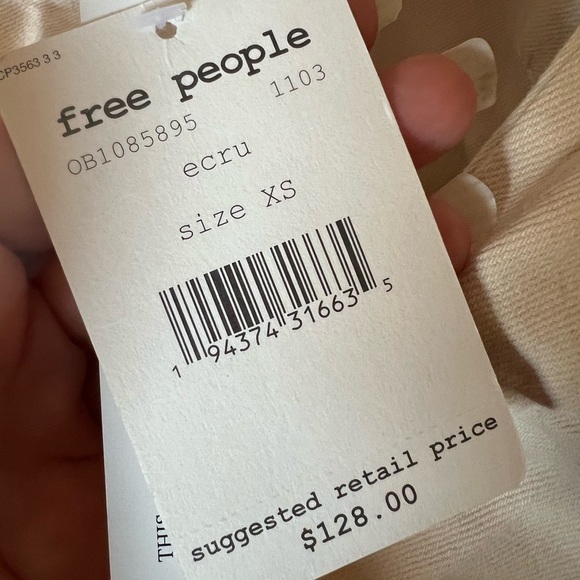 CP3563 3 3
free people
OB1085895 1103
ecru
size XS
1 94374 31663 5
suggested retail price
$128.00
THIS